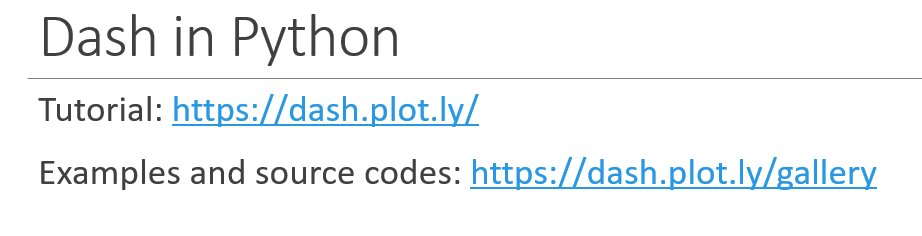 Dash in Python
Tutorial: https://dash.plot.ly/
Examples and source codes: https://dash.plot.ly/gallery